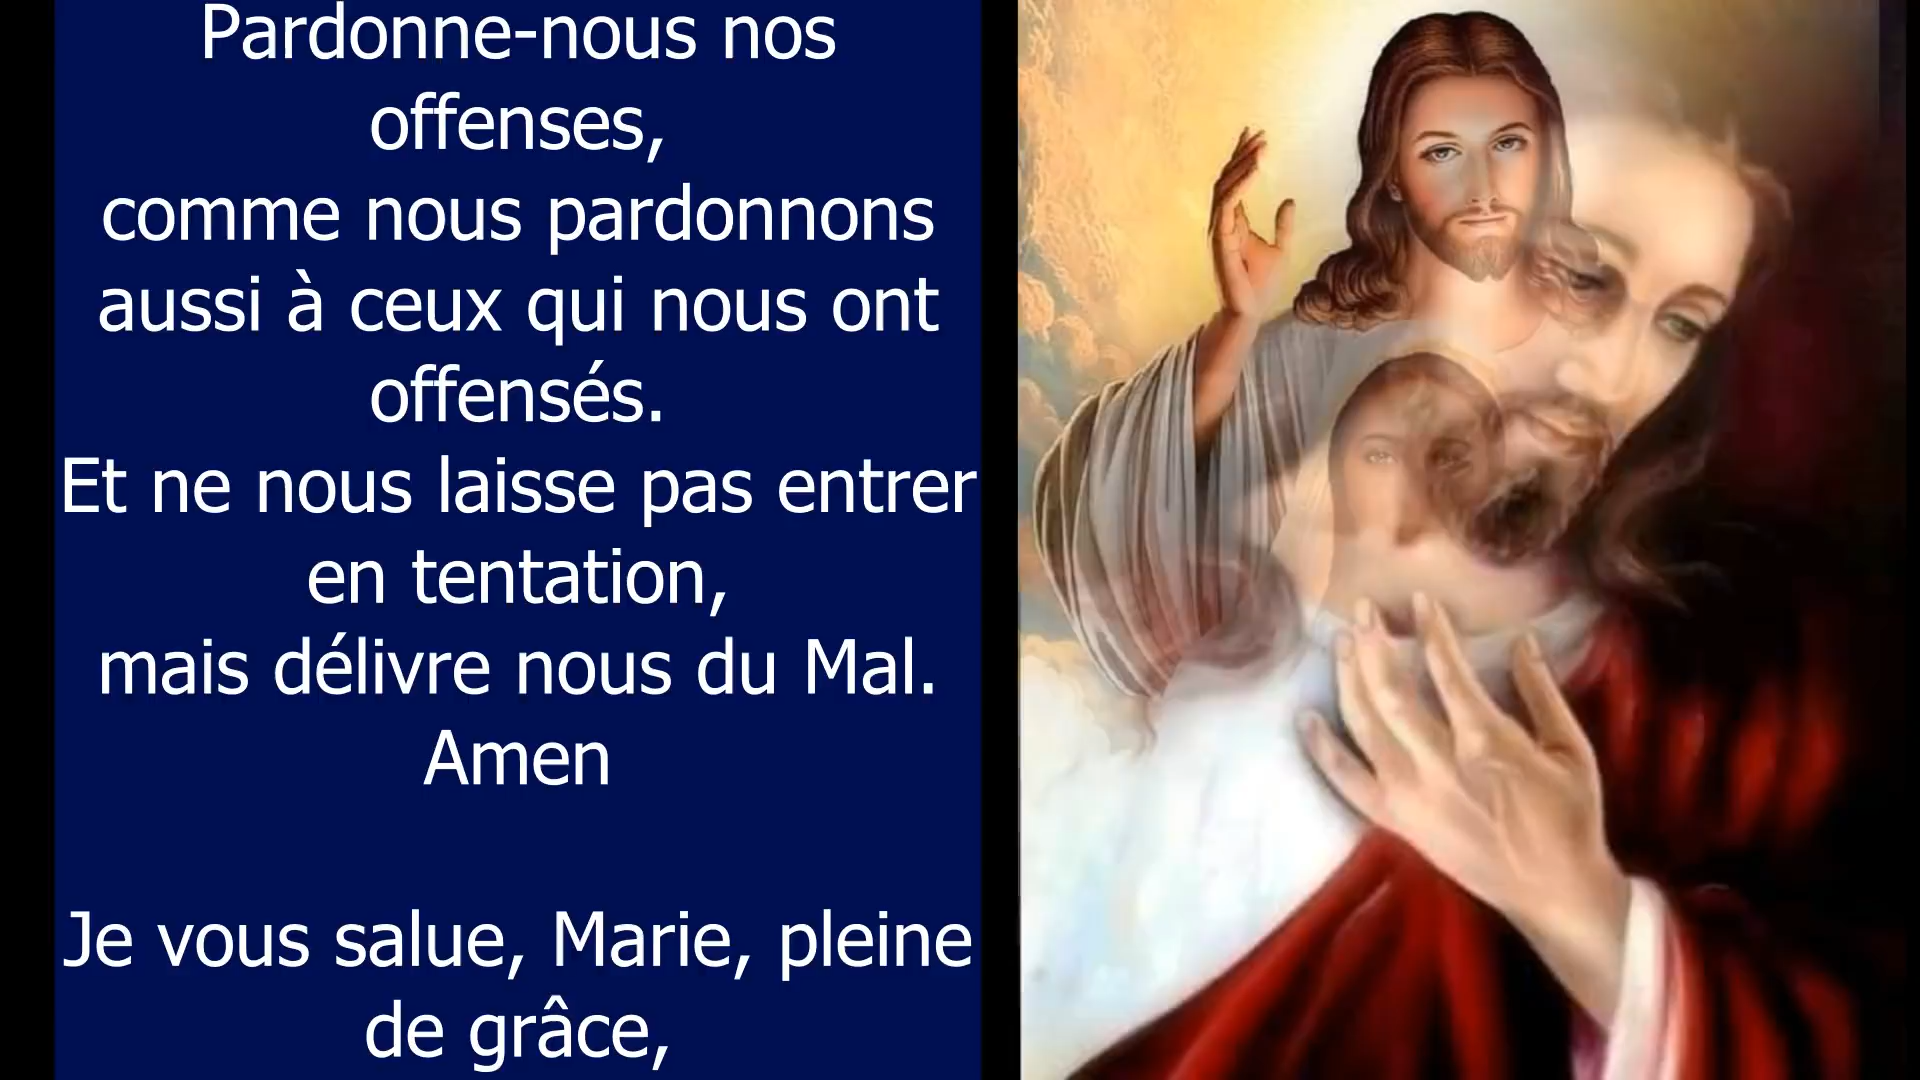 Pardonne-nous nos
offenses,
comme nous pardonnons
aussi à ceux qui nous ont
offensés.
Et ne nous laisse pas entrer
en tentation,
mais délivre nous du Mal.
Amen
Je vous salue, Marie, pleine
de grâce,